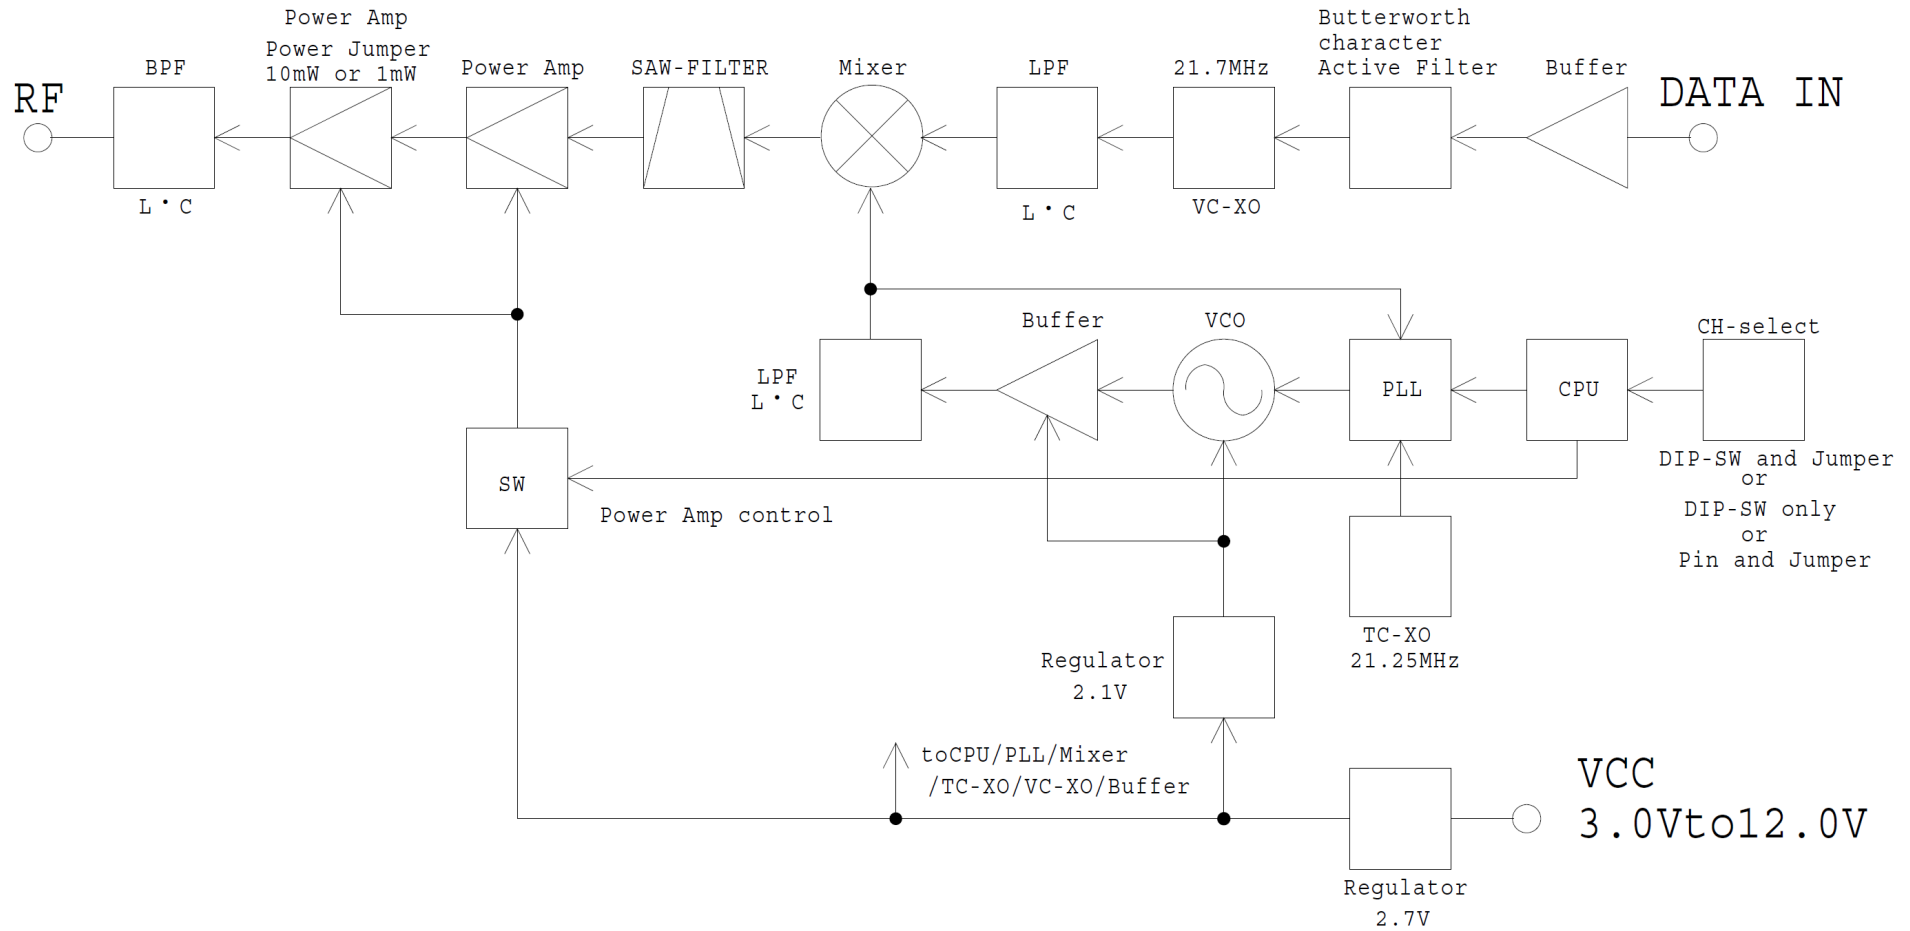 Power Amp
Power Jumper
10mW or 1mW
BPF
Power Amp
SAW-FILTER
Mixer
LPF
21.7MHz
Butterworth
character
Active Filter
Buffer
RF
DATA IN
L・C
L・C
VC-XO
Buffer
VCO
CH-select
LPF
L・C
PLL
CPU
SW
Power Amp control
DIP-SW and Jumper
or
DIP-SW only
or
Pin and Jumper
TC-XO
21.25MHz
Regulator
2.1V
toCPU/PLL/Mixer
/TC-XO/VC-XO/Buffer
VCC
3.0Vto12.0V
Regulator
2.7V